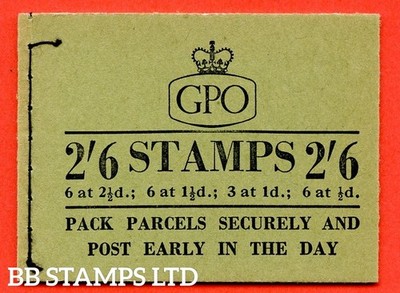 GPO
2'6 STAMPS 2'6
6 at 2½d.; 6 at 1½d.; 3 at 1d.; 6 at ½d.
PACK PARCELS SECURELY AND
POST EARLY IN THE DAY
BB STAMPS LTD